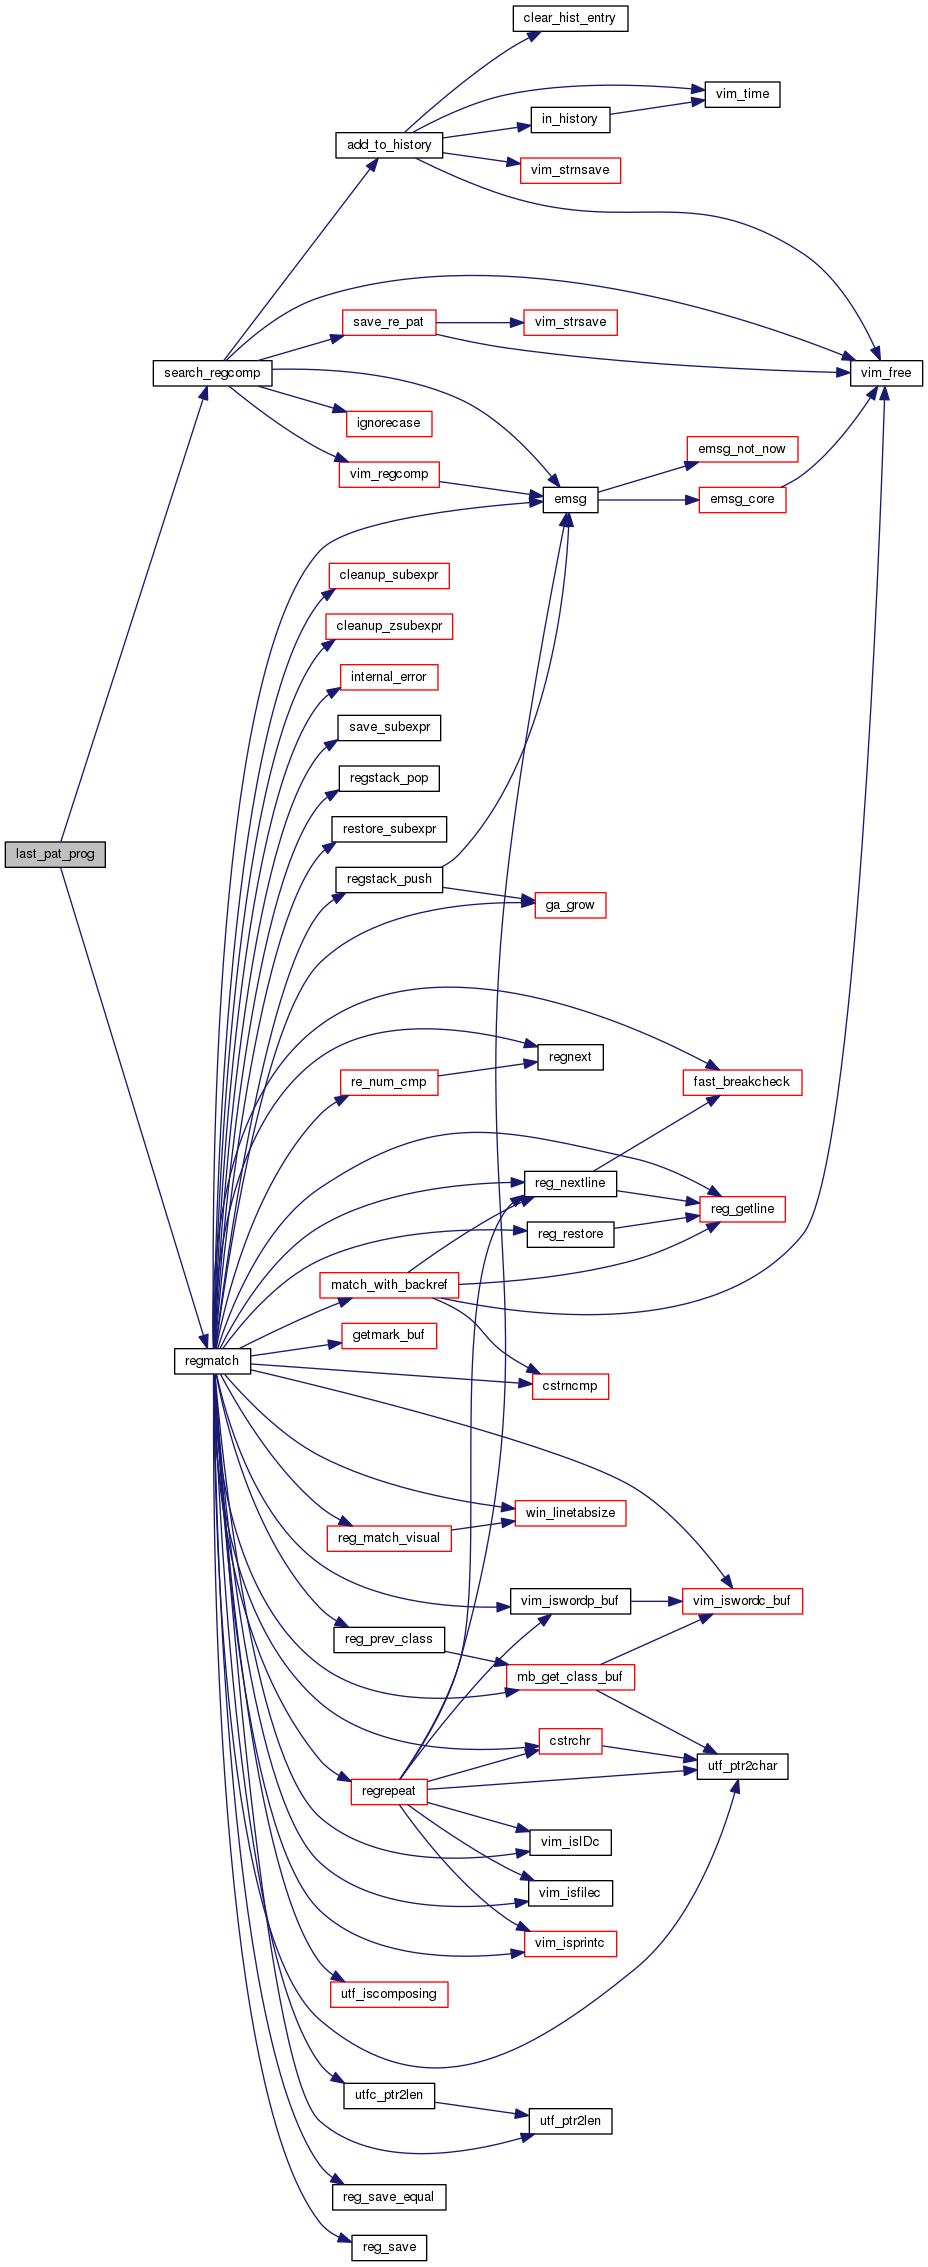 clear_hist_entry
vim_time
in_history
add_to_history
vim_strnsave
save_re_pat
vim_strsave
search_regcomp
vim_free
ignorecase
emsg_not_now
vim_regcomp
emsg
emsg_core
cleanup_subexpr
cleanup_zsubexpr
internal_error
save_subexpr
regstack_pop
restore_subexpr
last_pat_prog
regstack_push
ga_grow
regnext
re_num_cmp
fast_breakcheck
reg_nextline
reg_getline
reg_restore
match_with_backref
getmark_buf
regmatch
cstrncmp
win_linetabsize
reg_match_visual
vim_iswordp_buf
vim_iswordc_buf
reg_prev_class
mb_get_class_buf
cstrchr
utf_ptr2char
regrepeat
vim_isIDc
vim_isfilec
vim_isprintc
utf_iscomposing
utfc_ptr2len
utf_ptr2len
reg_save_equal
reg_save